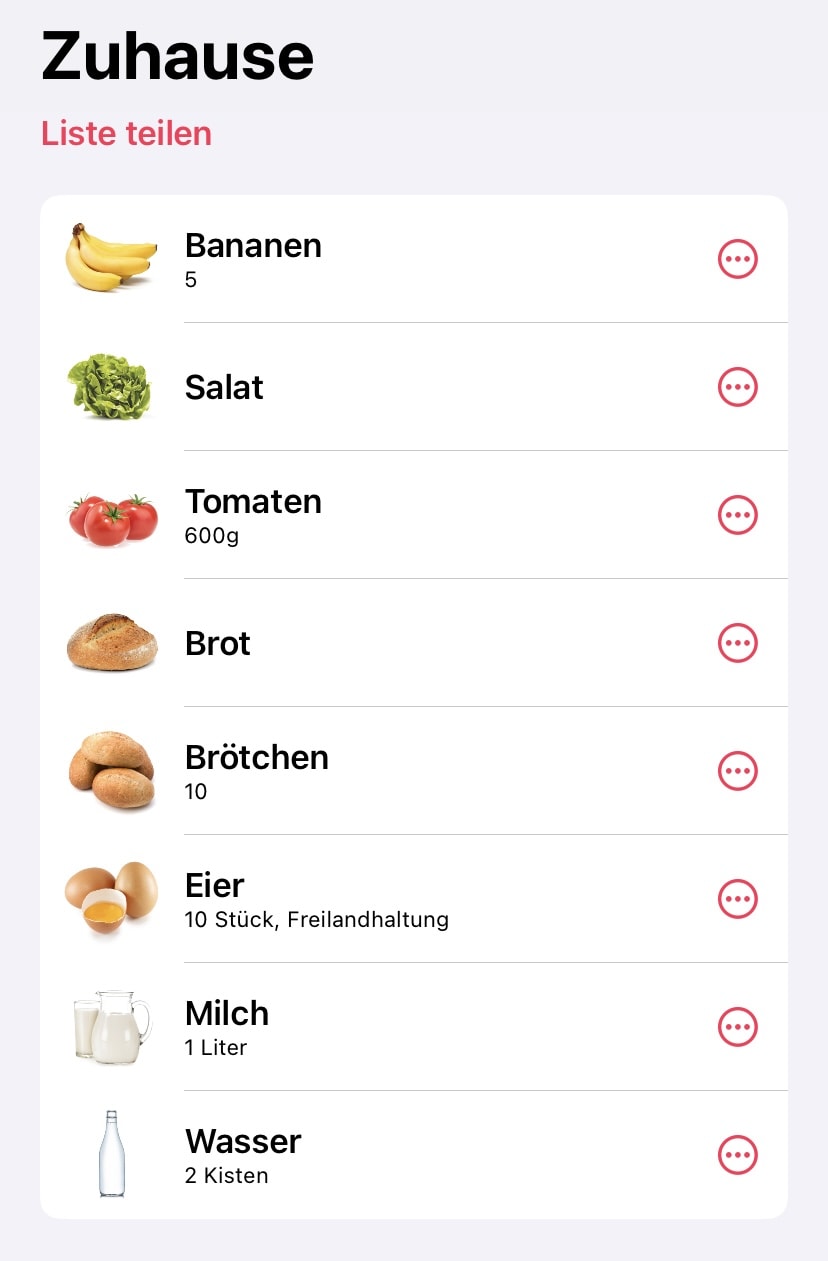 Zuhause
Liste teilen
Bananen
5
Salat
Tomaten
600g
Brot
Brötchen
10
Eier
10 Stück, Freilandhaltung
Milch
1 Liter
Wasser
2 Kisten